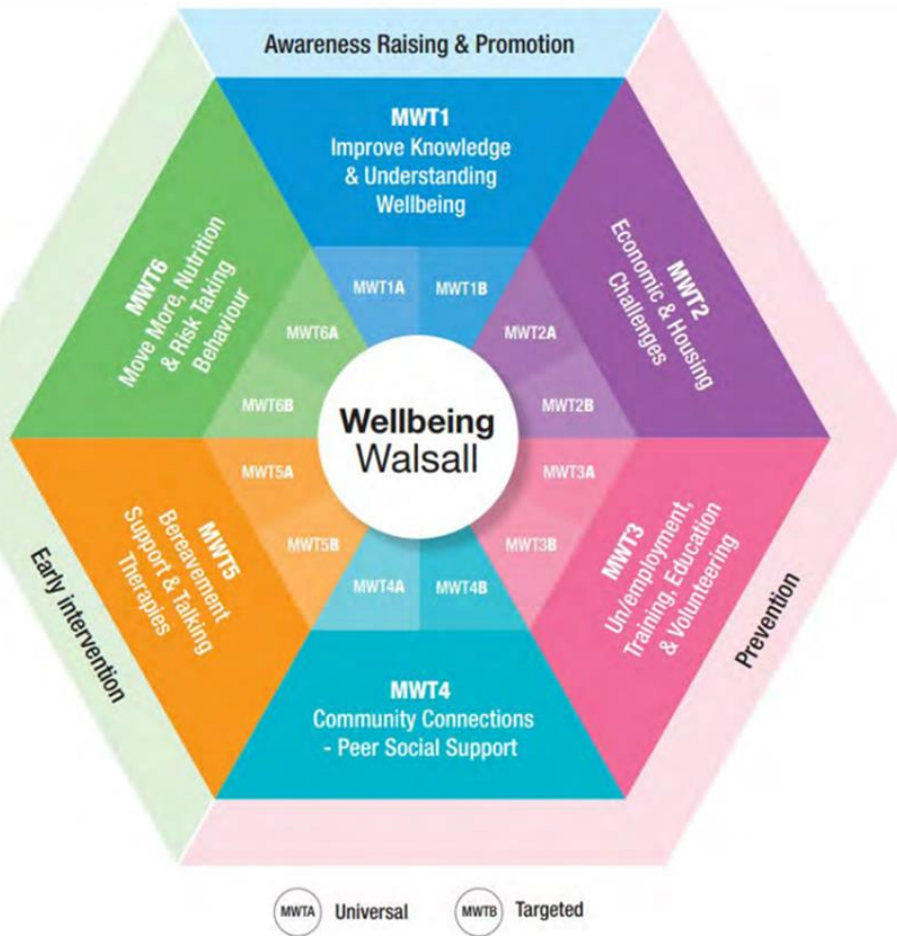 Awareness Raising & Promotion
MWT1
Improve Knowledge
& Understanding
Wellbeing
MWT1A
MWT1B
MWT2
Economic & Housing
Challenges
MWT2A
MWT2B
MWT3
Un/employment,
Training, Education
& Volunteering
MWT3A
MWT3B
MWT4
Community Connections
- Peer Social Support
MWT4A
MWT4B
MWT5
Bereavement
Support & Talking
Therapies
MWT5A
MWT5B
MWT6
Move More, Nutrition
& Risk Taking
Behaviour
MWT6A
MWT6B
Wellbeing
Walsall
Early intervention
Prevention
MWTA Universal
MWTB Targeted